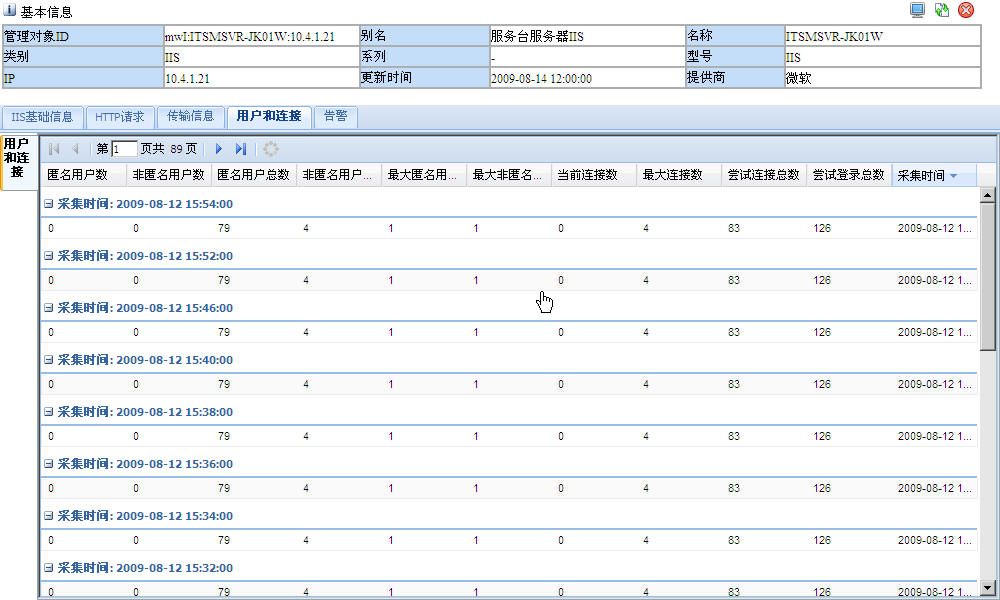 基本信息
管理对象ID mwI:ITSMSVR-JK01W:10.4.1.21 别名 服务台服务器IIS 名称 ITSMSVR-JK01W
类别 IIS 系列 - 型号 IIS
IP 10.4.1.21 更新时间 2009-08-14 12:00:00 提供商 微软
IIS基础信息 HTTP请求 传输信息 用户和连接 告警
用户和连接
第 1 页共 89 页
匿名用户数 非匿名用户数 匿名用户总数 非匿名用户... 最大匿名用... 最大非匿名... 当前连接数 最大连接数 尝试连接总数 尝试登录总数 采集时间
采集时间: 2009-08-12 15:54:00
0 0 79 4 1 1 0 4 83 126 2009-08-12 1...
采集时间: 2009-08-12 15:52:00
0 0 79 4 1 1 0 4 83 126 2009-08-12 1...
采集时间: 2009-08-12 15:46:00
0 0 79 4 1 1 0 4 83 126 2009-08-12 1...
采集时间: 2009-08-12 15:40:00
0 0 79 4 1 1 0 4 83 126 2009-08-12 1...
采集时间: 2009-08-12 15:38:00
0 0 79 4 1 1 0 4 83 126 2009-08-12 1...
采集时间: 2009-08-12 15:36:00
0 0 79 4 1 1 0 4 83 126 2009-08-12 1...
采集时间: 2009-08-12 15:34:00
0 0 79 4 1 1 0 4 83 126 2009-08-12 1...
采集时间: 2009-08-12 15:32:00
0 0 79 4 1 1 0 4 83 126 2009-08-12 1...